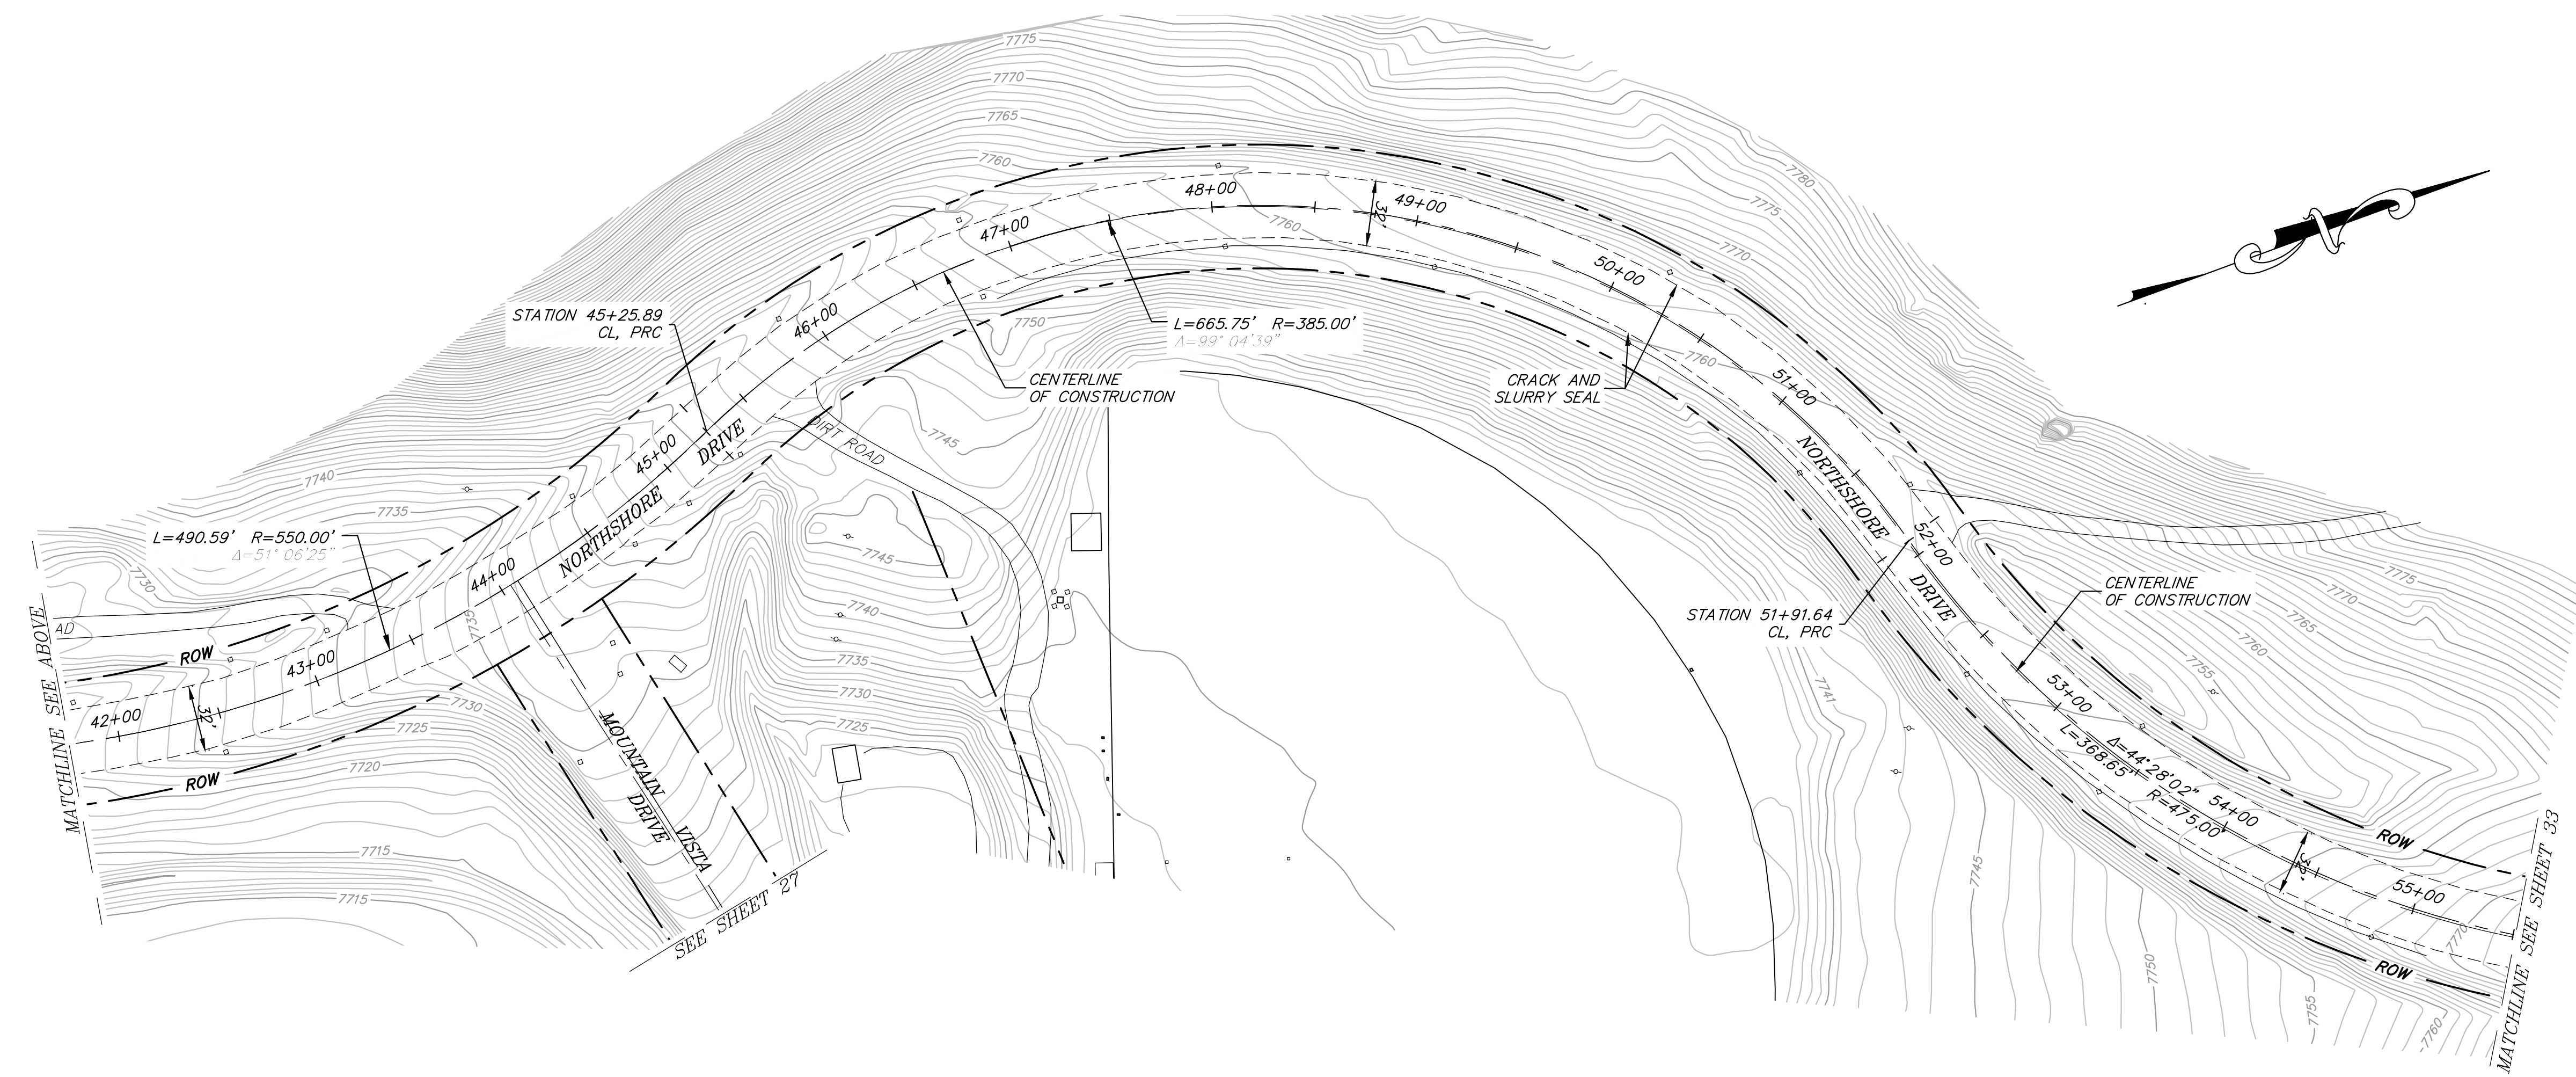 7775
7770
7765
7760
7780
7775
7770
48+00
49+00
32'
47+00
7760
50+00
STATION 45+25.89
CL, PRC
46+00
7750
L=665.75' R=385.00'
Δ=99° 04'39"
7760
CENTERLINE
OF CONSTRUCTION
CRACK AND
SLURRY SEAL
51+00
DIRT ROAD
7745
45+00
DRIVE
NORTHSHORE
7740
7735
L=490.59' R=550.00'
Δ=51° 06'25"
7730
44+00
7745
7740
7735
7735
7730
7725
NORTHSHORE
DRIVE
52+00
STATION 51+91.64
CL, PRC
CENTERLINE
OF CONSTRUCTION
7775
7770
7765
7760
7755
AD
ROW
43+00
42+00
32'
7730
7725
7720
7715
7715
ROW
MATCHLINE SEE ABOVE
MOUNTAIN VISTA
DRIVE
SEE SHEET 27
7741
53+00
Δ=44°28'02"
L=368.65'
R=475.00'
54+00
ROW
32'
55+00
7770
ROW
7745
7750
7755
7760
MATCHLINE SEE SHEET 33
N